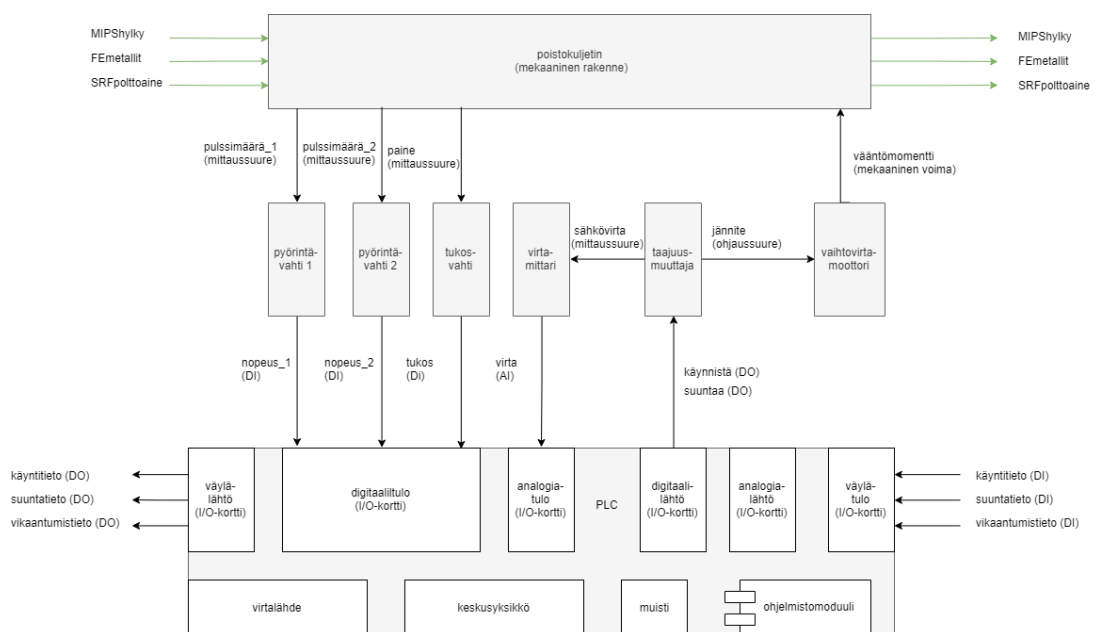 MIPShylky
FEmetallit
SRFpolttoaine
poistokuljetin
(mekaaninen rakenne)
MIPShylky
FEmetallit
SRFpolttoaine
pulssimäärä_1
(mittaussuure)
pulssimäärä_2
(mittaussuure)
paine
(mittaussuure)
vääntömomentti
(mekaaninen voima)
pyörintä-
vahti 1
pyörintä-
vahti 2
tukos-
vahti
virta-
mittari
sähkövirta
(mittaussuure)
taajuus-
muuttaja
jännite
(ohjaussuure)
vaihtovirta-
moottori
nopeus_1
(DI)
nopeus_2
(DI)
tukos
(Di)
virta
(AI)
käynnistä (DO)
suuntaa (DO)
käyntitieto (DO)
suuntatieto (DO)
vikaantumistieto (DO)
väylä-
lähtö
(I/O-kortti)
digitaaliltulo
(I/O-kortti)
analogia-
tulo
(I/O-kortti)
PLC
digitaali-
lähtö
(I/O-kortti)
analogia-
lähtö
(I/O-kortti)
väylä-
tulo
(I/O-kortti)
käyntitieto (DI)
suuntatieto (DI)
vikaantumistieto (DI)
virtalähde
keskusyksikkö
muisti
ohjelmistomoduuli